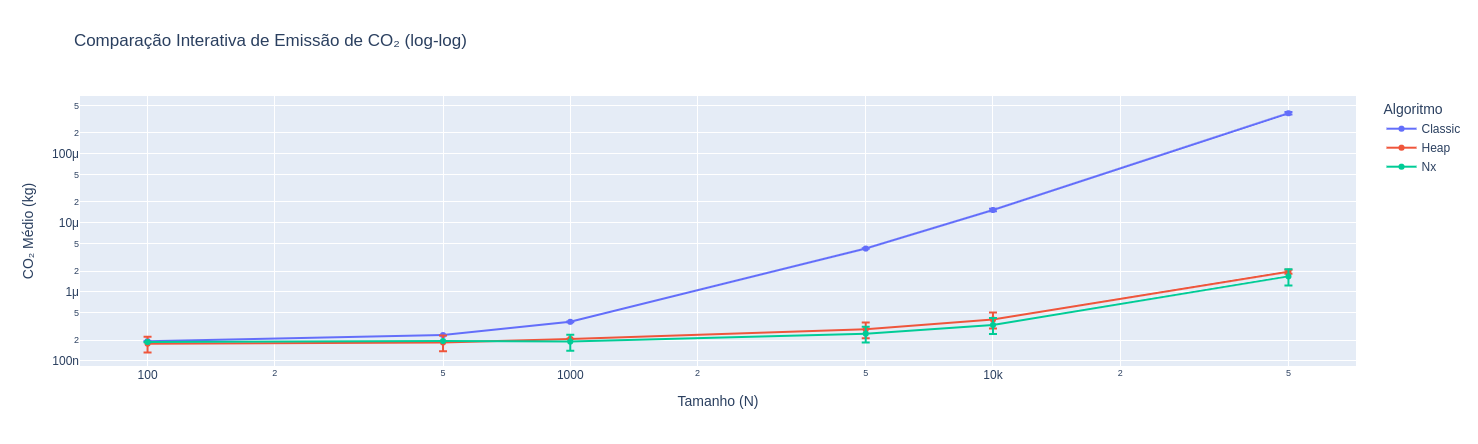 Comparação Interativa de Emissão de CO₂ (log-log)
5
2
100μ
5
2
10μ
5
2
1μ
5
2
100n
CO₂ Médio (kg)
100
2
5
1000
2
5
10k
2
5
Tamanho (N)
Algoritmo
Classic
Heap
Nx